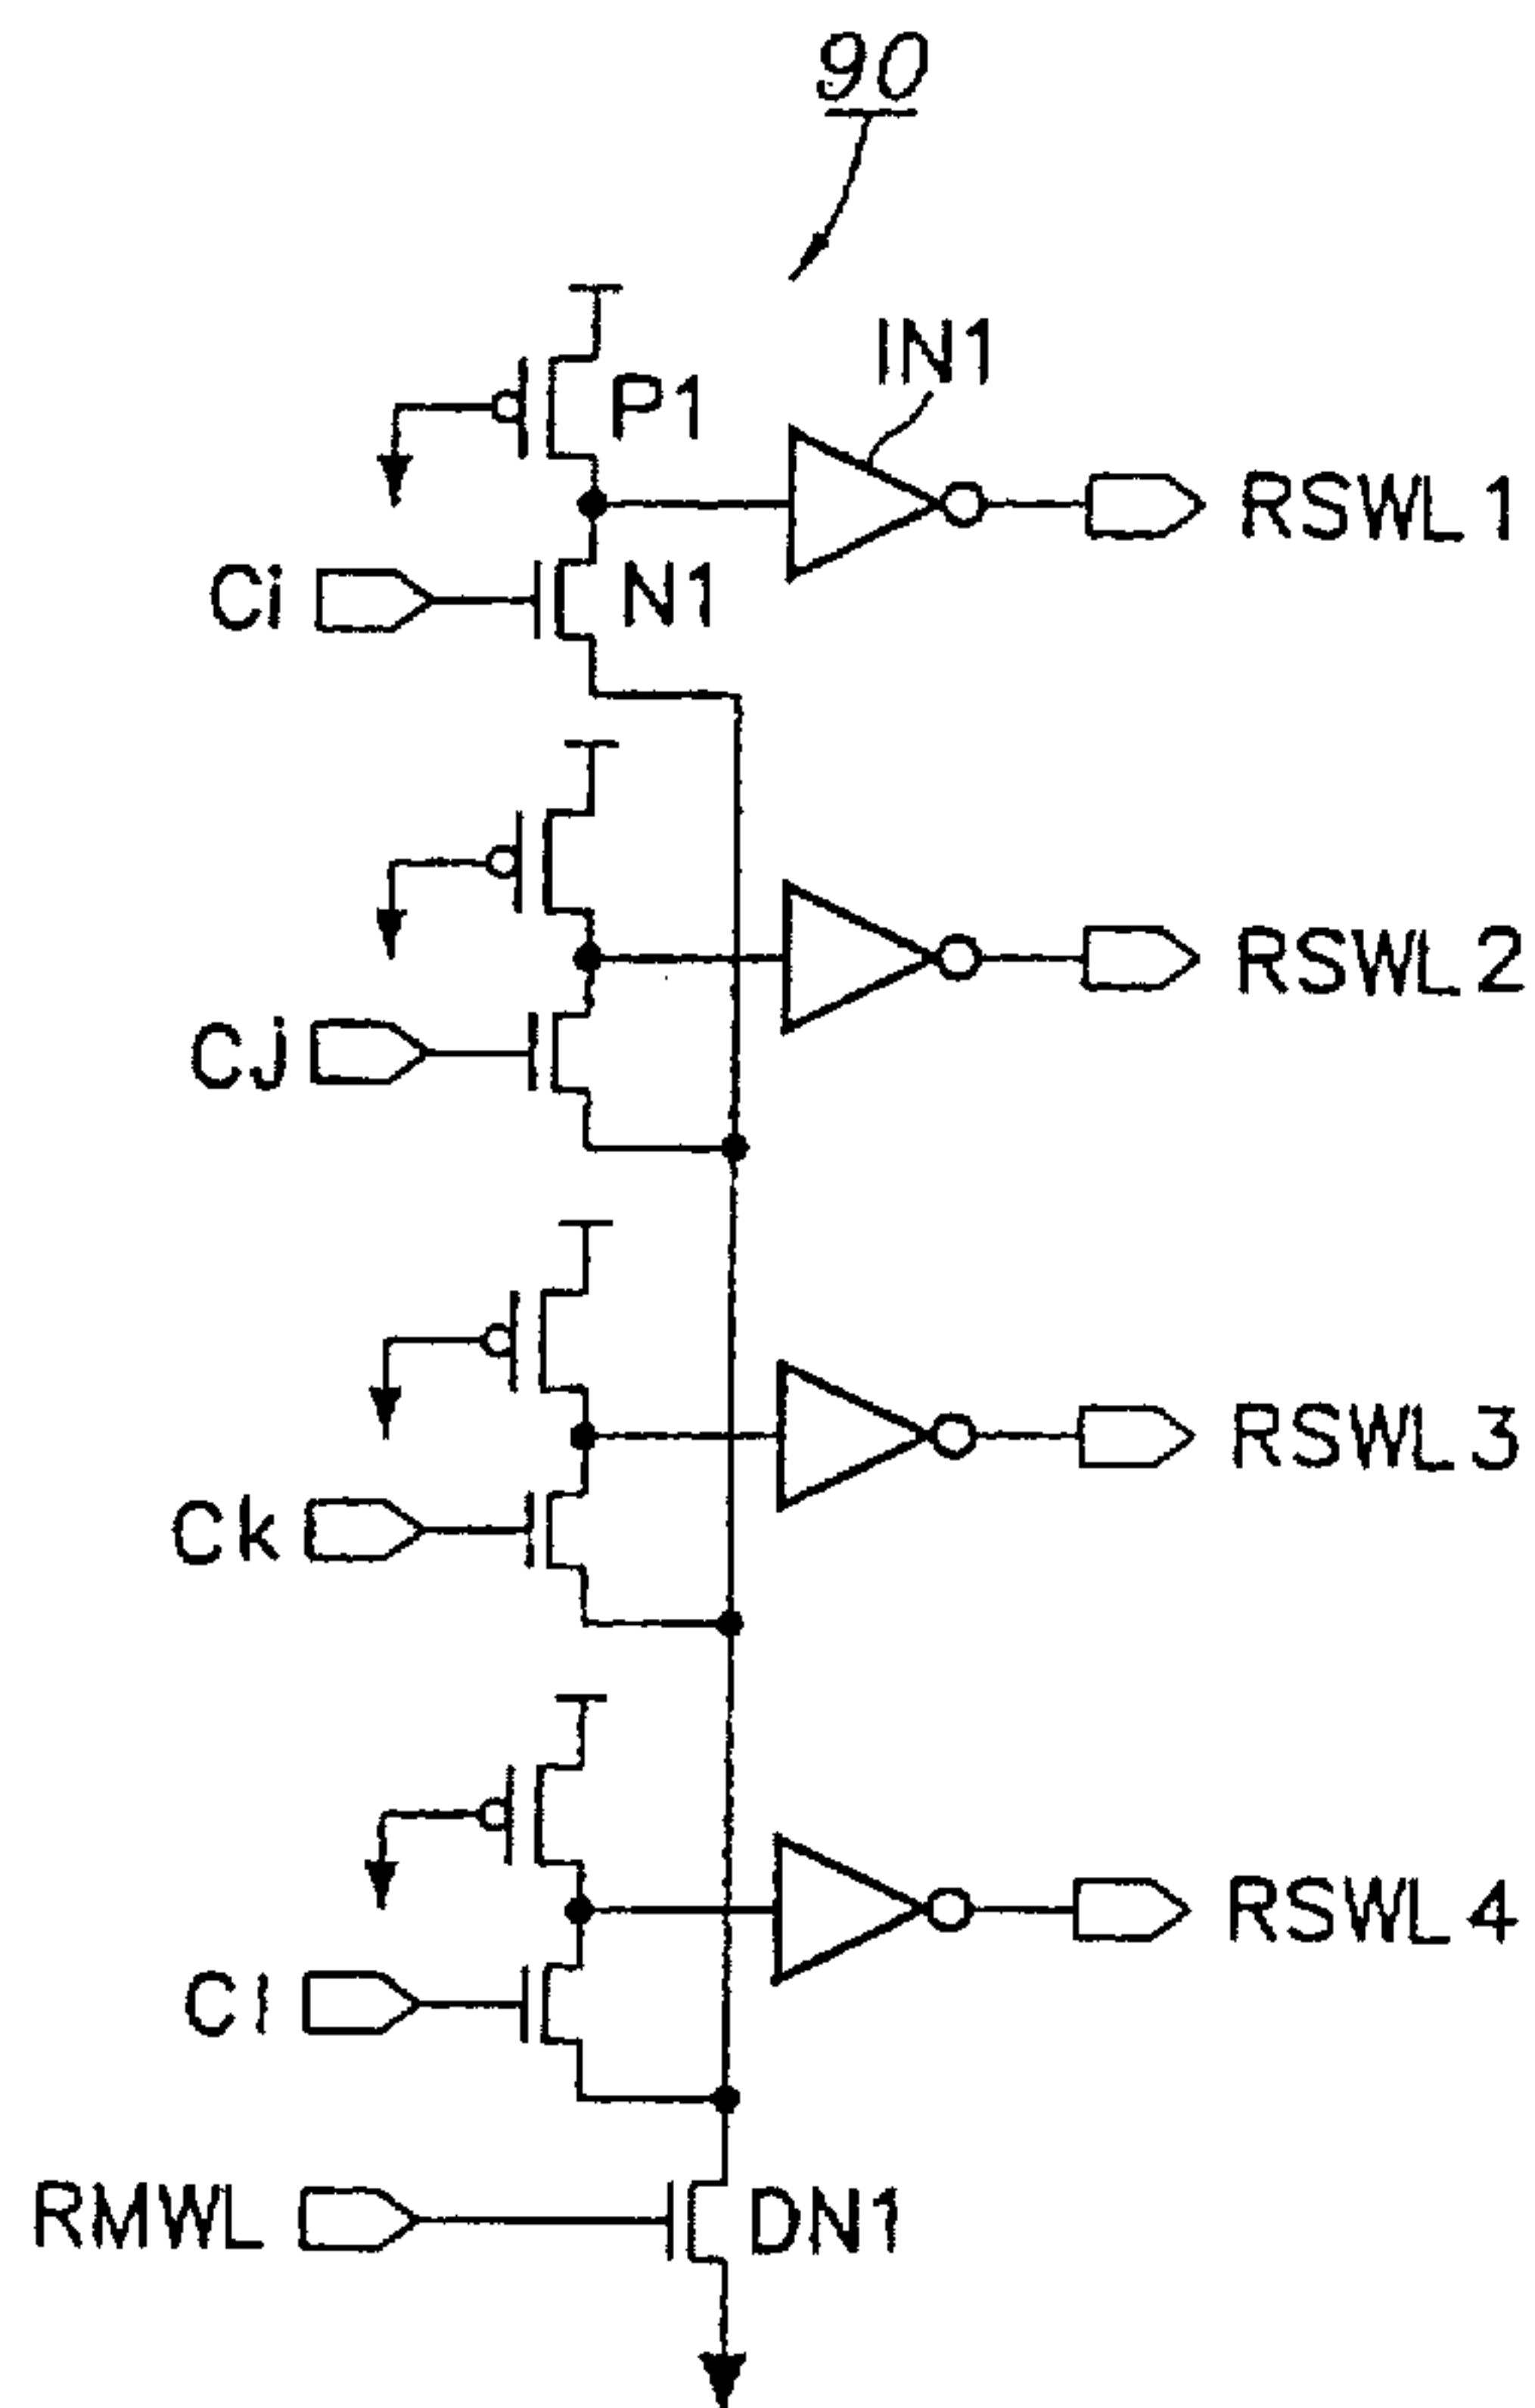 90
IN1
P1
RSWL1
Ci
N1
RSWL2
Cj
RSWL3
Ck
RSWL4
Cl
RMWL
DN1